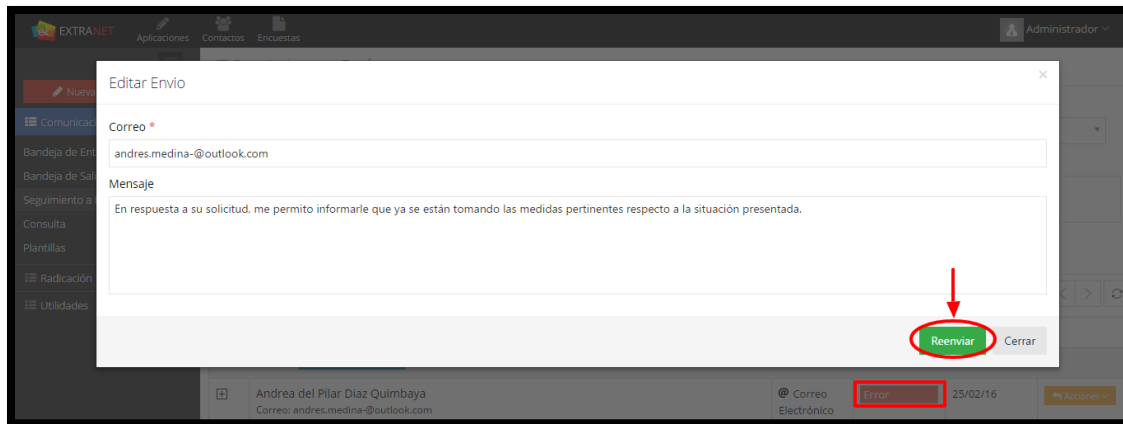 EXTRANET
Aplicaciones
Contactos
Encuestas
Administrador
Editar Envio
Nueva
Comunicaci
Correo *
andres.medina-@outlook.com
Bandeja de Ent
Bandeja de Sali
Mensaje
Seguimiento a
En respuesta a su solicitud, me permito informarle que ya se están tomando las medidas pertinentes respecto a la situación presentada.
Consulta
Plantillas
Radicación
Utilidades
Reenviar
Cerrar
Andrea del Pilar Diaz Quimbaya
Correo: andres.medina-@outlook.com
@ Correo
Electrónico
Error
25/02/16
Acciones